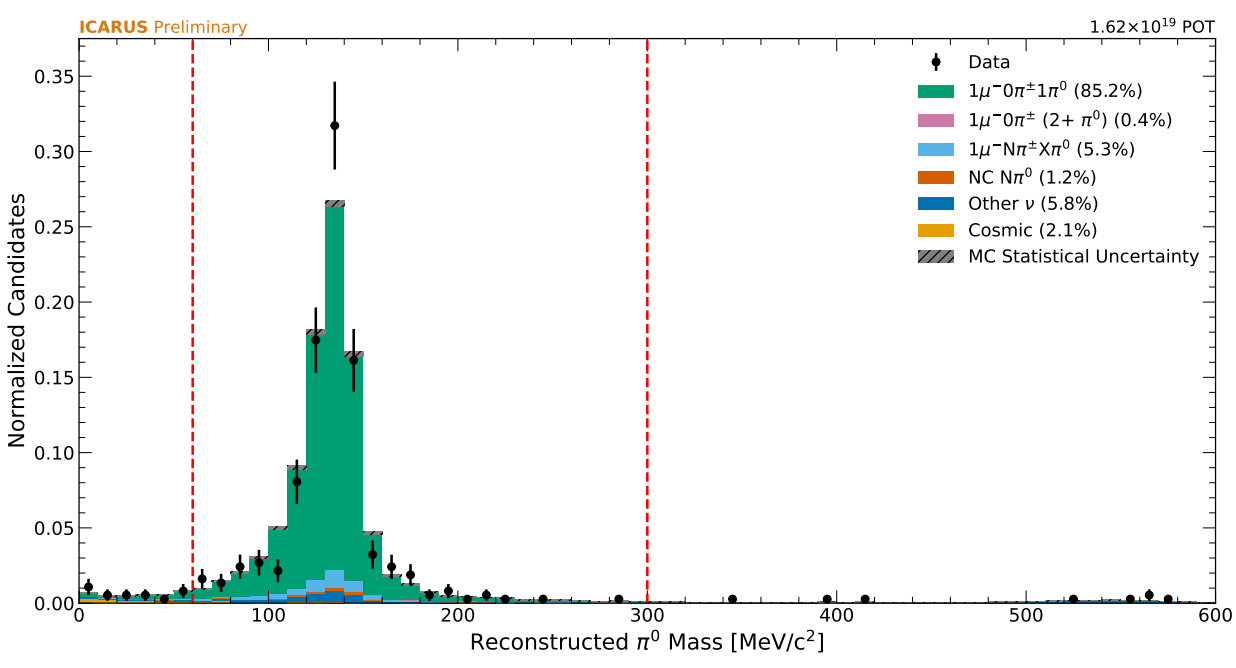 ICARUS Preliminary 1.62×10¹⁹ POT
Data
1μ⁻0π±1π⁰ (85.2%)
1μ⁻0π± (2+ π⁰) (0.4%)
1μ⁻Nπ±Xπ⁰ (5.3%)
NC Nπ⁰ (1.2%)
Other ν (5.8%)
Cosmic (2.1%)
MC Statistical Uncertainty
Normalized Candidates
0.35
0.30
0.25
0.20
0.15
0.10
0.05
0.00
0 100 200 300 400 500 600
Reconstructed π⁰ Mass [MeV/c²]